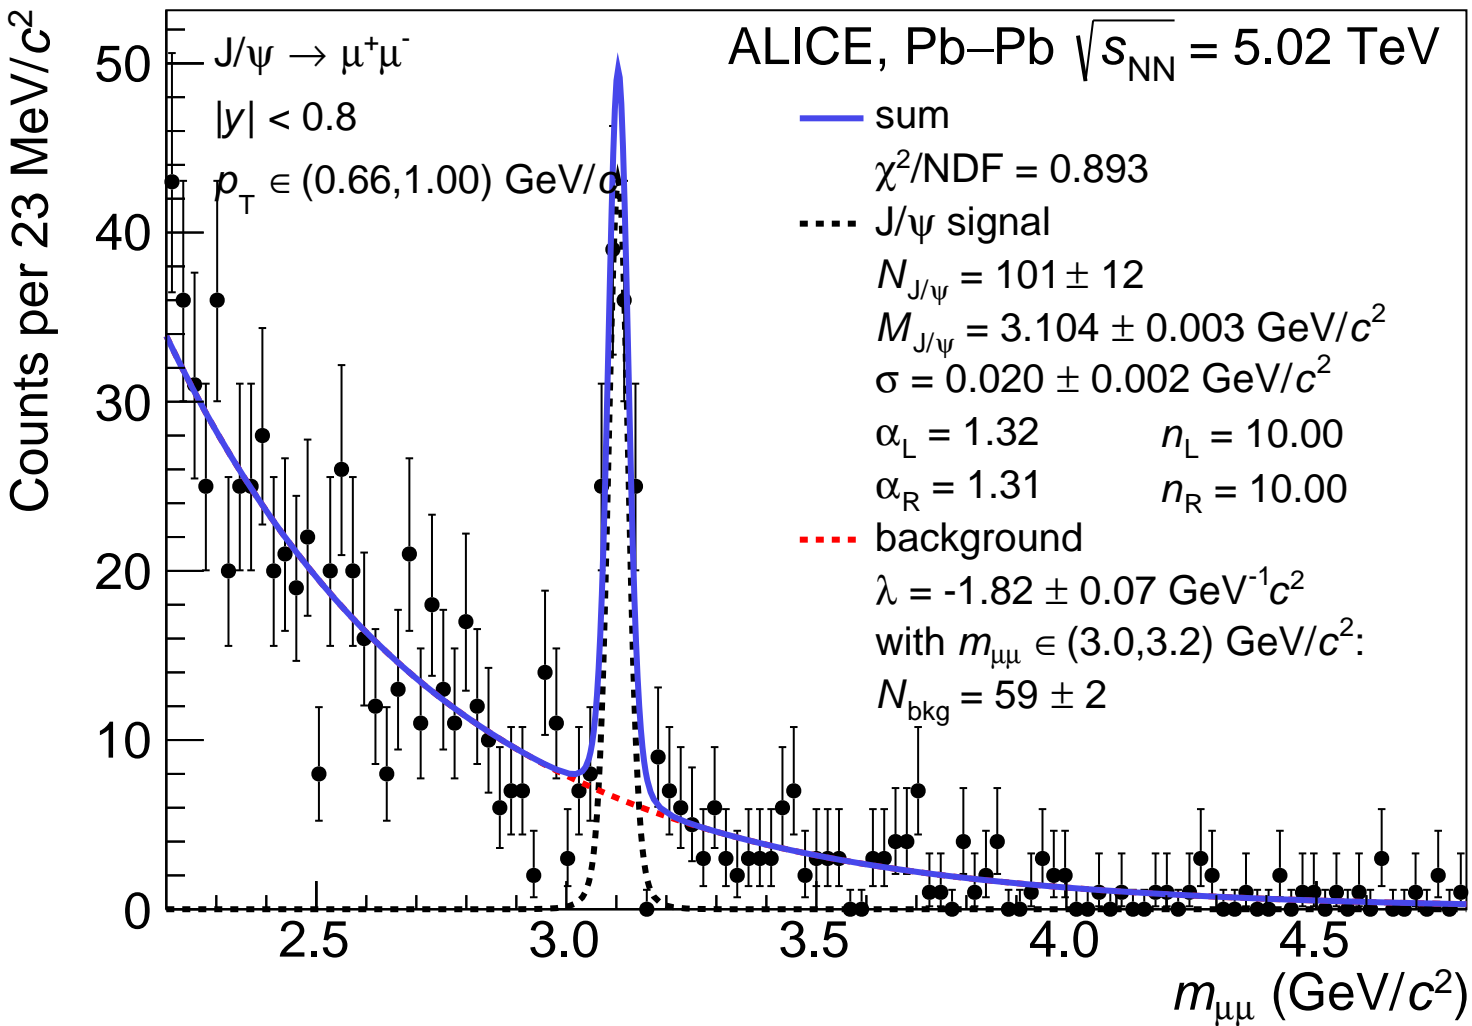 Counts per 23 MeV/c²
50
40
30
20
10
0
J/ψ → μ⁺μ⁻
|y| < 0.8
p_T ∈ (0.66,1.00) GeV/c
ALICE, Pb–Pb √s_NN = 5.02 TeV
sum
χ²/NDF = 0.893
J/ψ signal
N_J/ψ = 101 ± 12
M_J/ψ = 3.104 ± 0.003 GeV/c²
σ = 0.020 ± 0.002 GeV/c²
α_L = 1.32 n_L = 10.00
α_R = 1.31 n_R = 10.00
background
λ = -1.82 ± 0.07 GeV⁻¹c²
with m_μμ ∈ (3.0,3.2) GeV/c²:
N_bkg = 59 ± 2
2.5 3.0 3.5 4.0 4.5
m_μμ (GeV/c²)